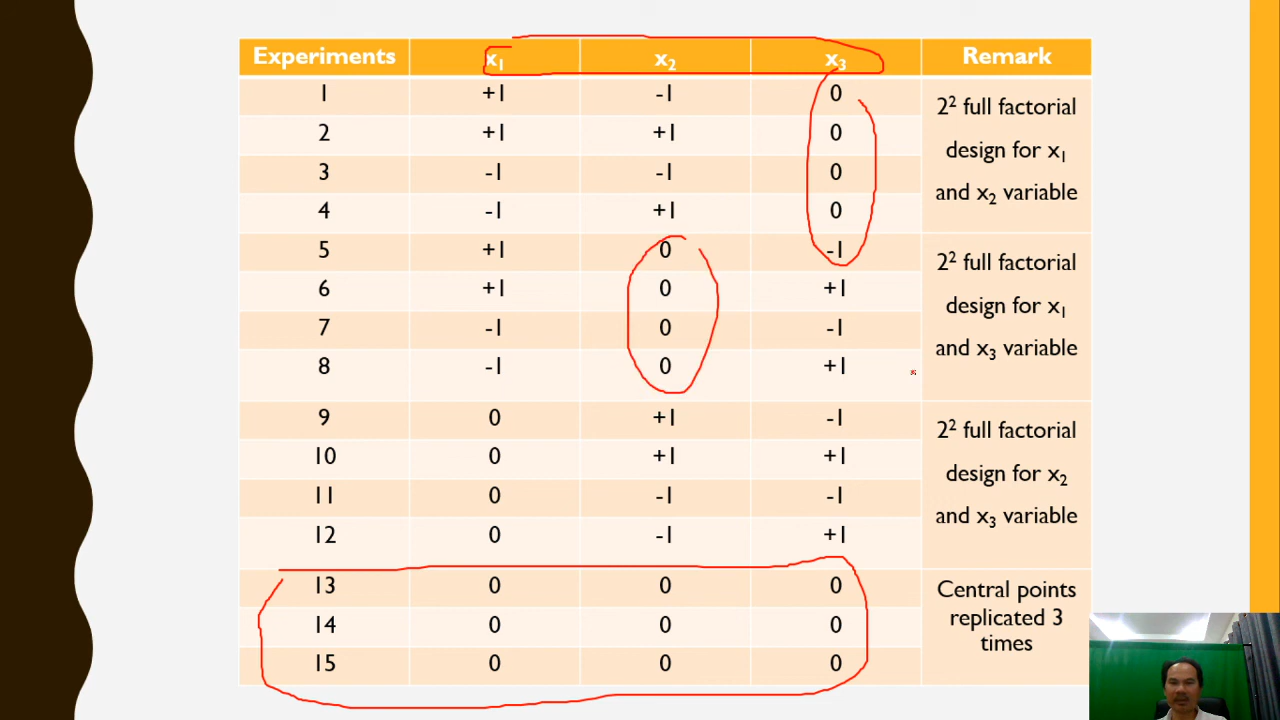 Experiments x₁ x₂ x₃ Remark
1 +1 -1 0
2 +1 +1 0
3 -1 -1 0
4 -1 +1 0
2² full factorial
design for x₁
and x₂ variable
5 +1 0 -1
6 +1 0 +1
7 -1 0 -1
8 -1 0 +1
2² full factorial
design for x₁
and x₃ variable
9 0 +1 -1
10 0 +1 +1
11 0 -1 -1
12 0 -1 +1
2² full factorial
design for x₂
and x₃ variable
13 0 0 0
14 0 0 0
15 0 0 0
Central points
replicated 3
times